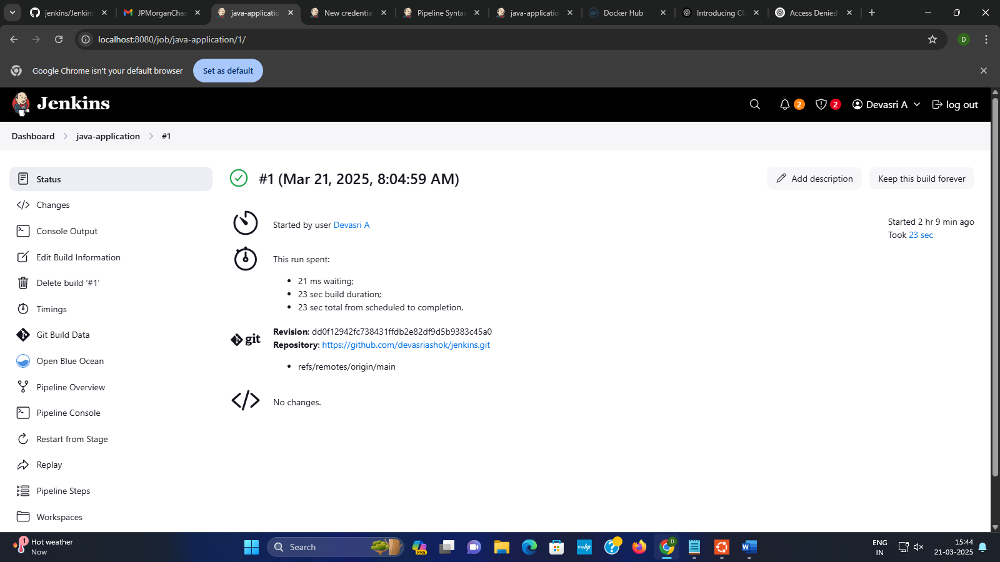 jenkins/Jenkins
JPMorganChas
java-applicatio
New credentia
Pipeline Synta
java-applicatio
Docker Hub
Introducing Ch
Access Denied
localhost:8080/job/java-application/1/
D
Google Chrome isn't your default browser
Set as default
Jenkins
2
2
Devasri A
log out
Dashboard
java-application
#1
Status
#1 (Mar 21, 2025, 8:04:59 AM)
Add description
Keep this build forever
Changes
Console Output
Edit Build Information
Delete build ‘#1’
Timings
Git Build Data
Open Blue Ocean
Pipeline Overview
Pipeline Console
Restart from Stage
Replay
Pipeline Steps
Workspaces
Started by user Devasri A
Started 2 hr 9 min ago
Took 23 sec
This run spent:
• 21 ms waiting;
• 23 sec build duration;
• 23 sec total from scheduled to completion.
git
Revision: dd0f12942fc738431ffdb2e82df9d5b9383c45a0
Repository: https://github.com/devasriashok/jenkins.git
• refs/remotes/origin/main
No changes.
1
Hot weather
Now
Search
PRE
myhp
D
ENG
IN
15:44
21-03-2025